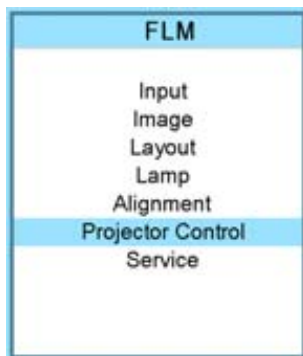 FLM
Input
Image
Layout
Lamp
Alignment
Projector Control
Service